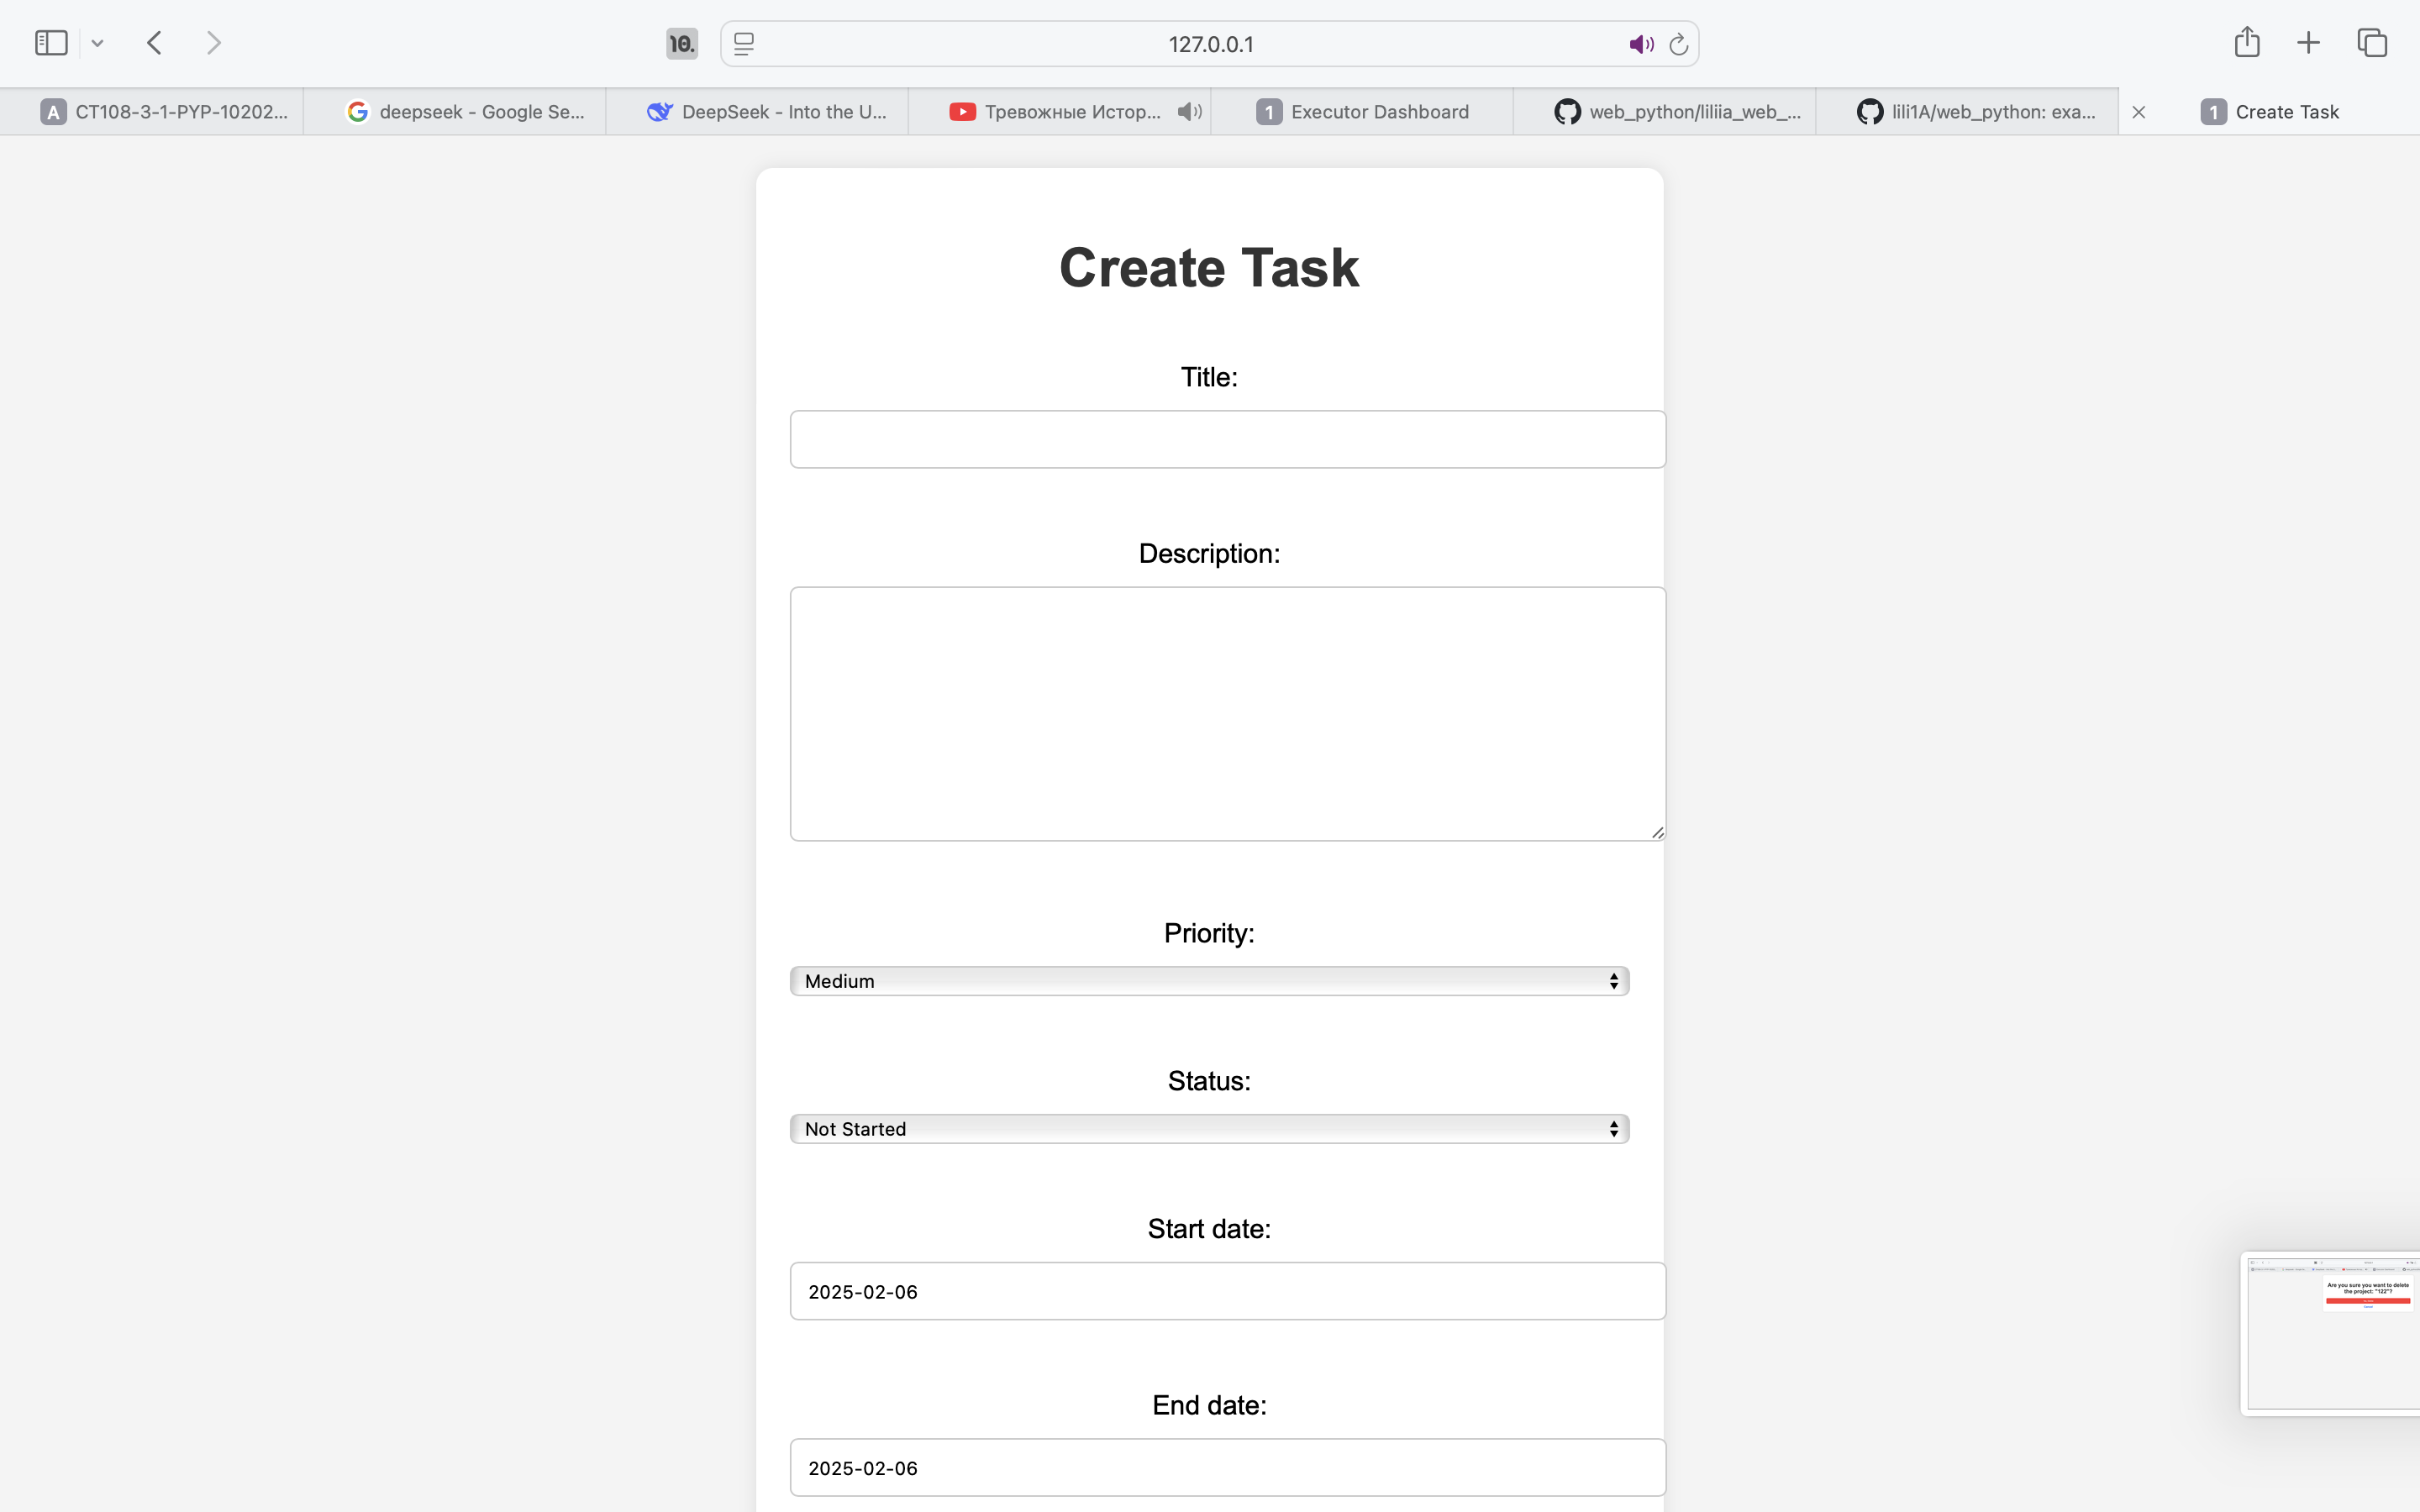 10.
127.0.0.1
A CT108-3-1-PYP-10202...
deepseek - Google Se...
DeepSeek - Into the U...
Тревожные Истор...
1 Executor Dashboard
web_python/liliia_web_...
lili1A/web_python: exa...
1 Create Task
Create Task
Title:
Description:
Priority:
Medium
Status:
Not Started
Start date:
2025-02-06
End date:
2025-02-06
Are you sure you want to delete
the project: "122"?